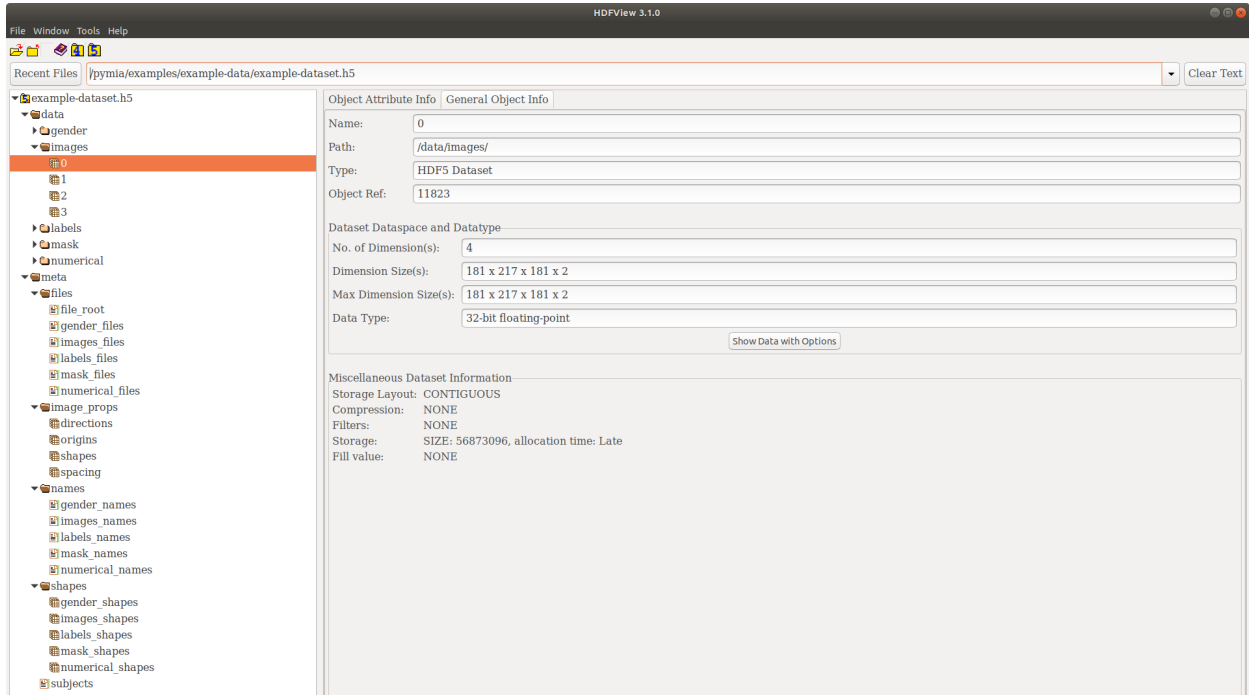 HDFView 3.1.0
File Window Tools Help
Recent Files /pymia/examples/example-data/example-dataset.h5 Clear Text
example-dataset.h5
data
gender
images
0
1
2
3
labels
mask
numerical
meta
files
file_root
gender_files
images_files
labels_files
mask_files
numerical_files
image_props
directions
origins
shapes
spacing
names
gender_names
images_names
labels_names
mask_names
numerical_names
shapes
gender_shapes
images_shapes
labels_shapes
mask_shapes
numerical_shapes
subjects
Object Attribute Info General Object Info
Name: 0
Path: /data/images/
Type: HDF5 Dataset
Object Ref: 11823
Dataset Dataspace and Datatype
No. of Dimension(s): 4
Dimension Size(s): 181 x 217 x 181 x 2
Max Dimension Size(s): 181 x 217 x 181 x 2
Data Type: 32-bit floating-point
Show Data with Options
Miscellaneous Dataset Information
Storage Layout: CONTIGUOUS
Compression: NONE
Filters: NONE
Storage: SIZE: 56873096, allocation time: Late
Fill value: NONE